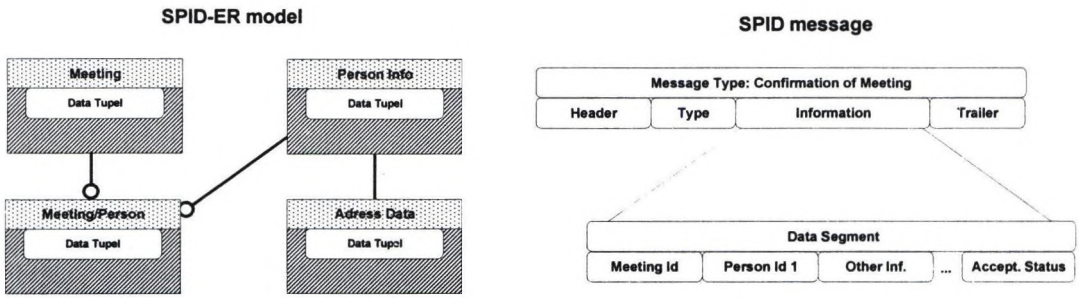 SPID-ER model
Meeting
Data Tupel
Person Info
Data Tupel
Meeting/Person
Data Tupel
Adress Data
Data Tupel
SPID message
Message Type: Confirmation of Meeting
Header Type Information Trailer
Data Segment
Meeting Id Person Id 1 Other Inf. ... Accept. Status